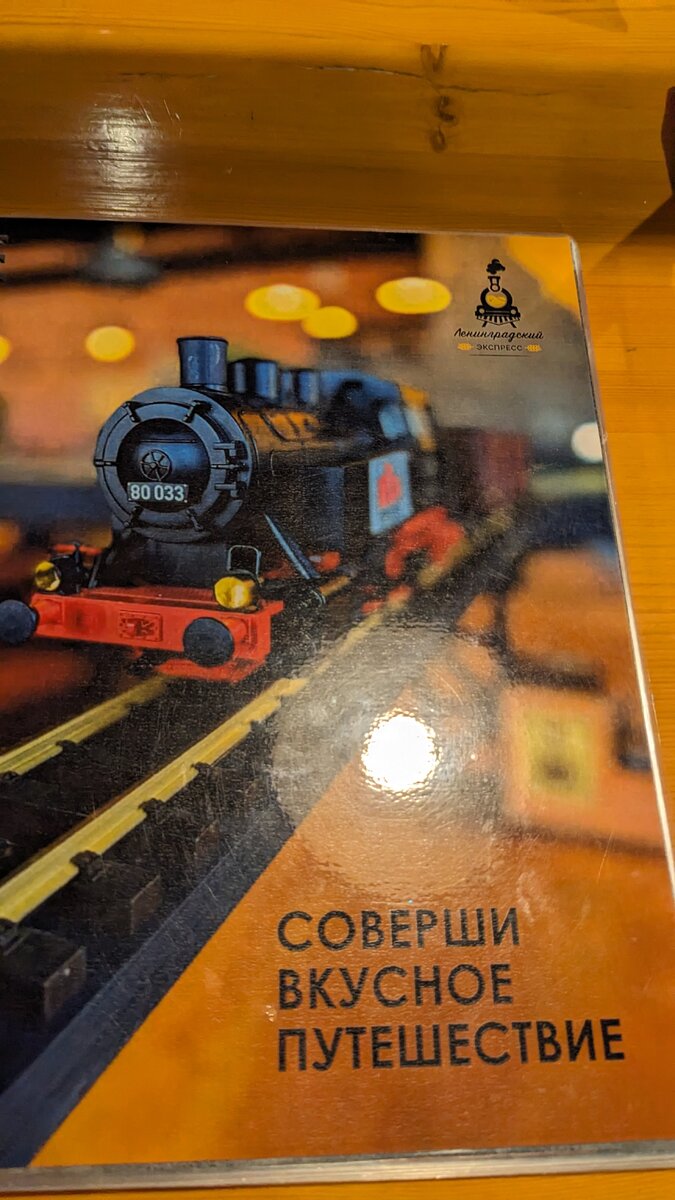 Ленинградский
ЭКСПРЕСС
80 033
СОВЕРШИ
ВКУСНОЕ
ПУТЕШЕСТВИЕ